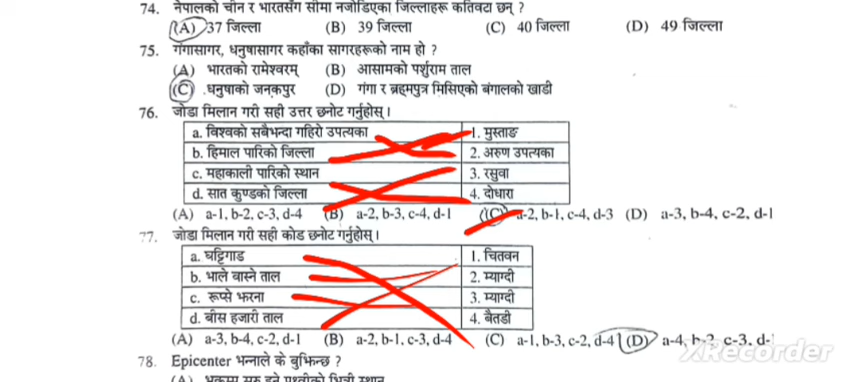 74. नेपालको चीन र भारतसँग सीमा नजोडिएका जिल्लाहरू कतिवटा छन् ?
(A) 37 जिल्ला (B) 39 जिल्ला (C) 40 जिल्ला (D) 49 जिल्ला
75. गंगासागर, धनुषासागर कहाँका सागरहरूको नाम हो ?
(A) भारतको रामेश्वरम् (B) आसामको पर्शुराम ताल
(C) धनुषाको जनकपुर (D) गंगा र ब्रह्मपुत्र मिसिएको बंगालको खाडी
76. जोडा मिलान गरी सही उत्तर छनोट गर्नुहोस् ।
a. विश्वको सबैभन्दा गहिरो उपत्यका 1. मुस्ताङ
b. हिमाल पारिको जिल्ला 2. अरुण उपत्यका
c. महाकाली पारिको स्थान 3. रसुवा
d. सात कुण्डको जिल्ला 4. दोधारा
(A) a-1, b-2, c-3, d-4 (B) a-2, b-3, c-4, d-1 (C) a-2, b-1, c-4, d-3 (D) a-3, b-4, c-2, d-1
77. जोडा मिलान गरी सही कोड छनोट गर्नुहोस् ।
a. घट्टिगाड 1. चितवन
b. भाले वास्ने ताल 2. म्याग्दी
c. रूप्से झरना 3. म्याग्दी
d. बीस हजारी ताल 4. बैतडी
(A) a-3, b-4, c-2, d-1 (B) a-2, b-1, c-3, d-4 (C) a-1, b-3, c-2, d-4 (D) a-4, b-2, c-3, d-
78. Epicenter भन्नाले के बुझिन्छ ?
(A)
XRecorder